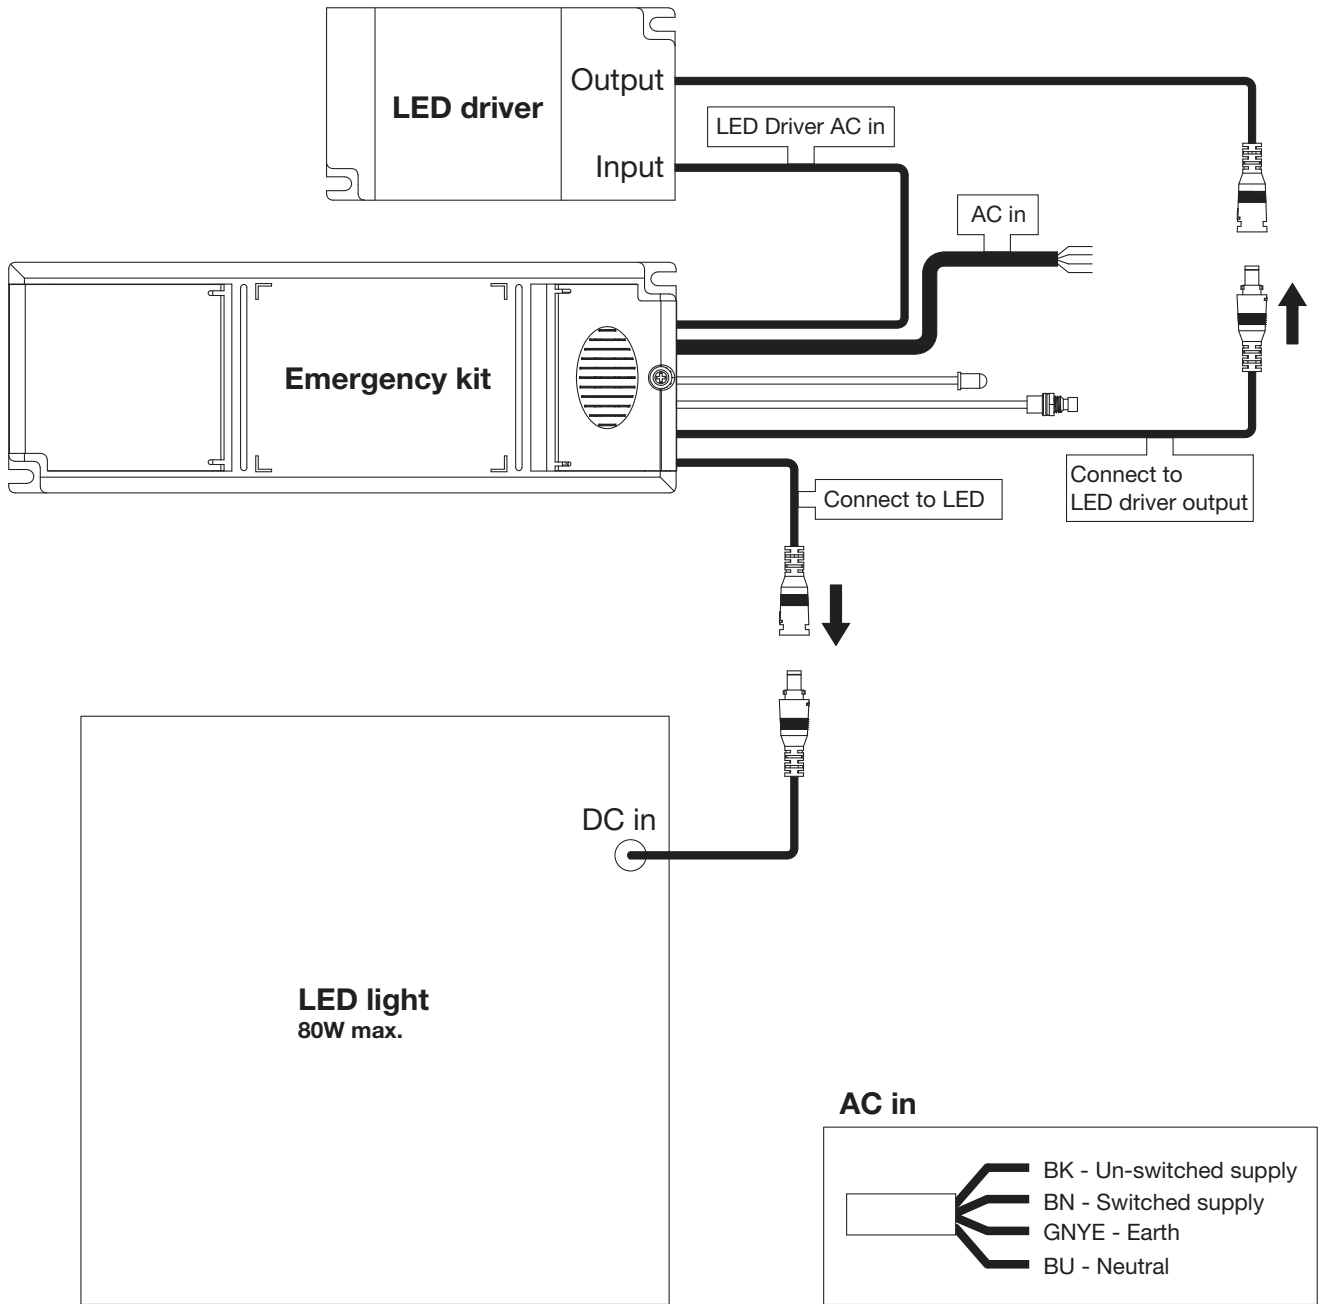 Output
LED driver
LED Driver AC in
Input
AC in
Emergency kit
Connect to
LED driver output
Connect to LED
DC in
LED light
80W max.
AC in
BK - Un-switched supply
BN - Switched supply
GNYE - Earth
BU - Neutral